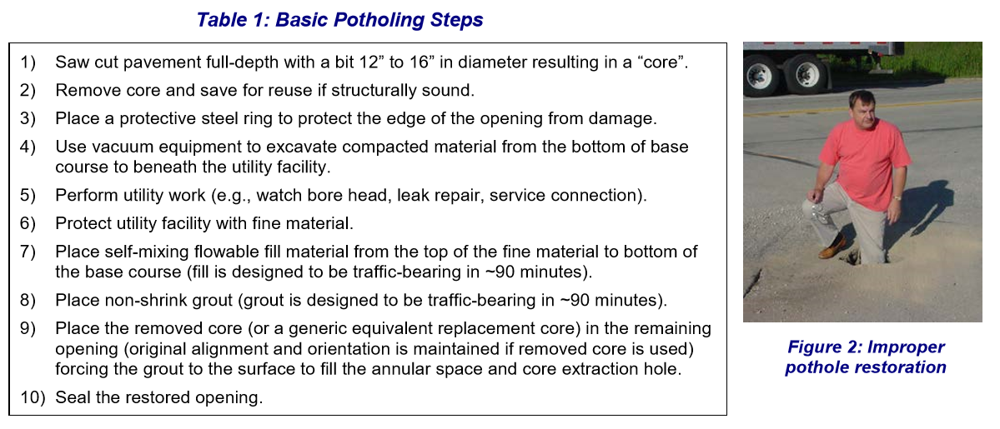 Table 1: Basic Potholing Steps
1) Saw cut pavement full-depth with a bit 12” to 16” in diameter resulting in a “core”.
2) Remove core and save for reuse if structurally sound.
3) Place a protective steel ring to protect the edge of the opening from damage.
4) Use vacuum equipment to excavate compacted material from the bottom of base
course to beneath the utility facility.
5) Perform utility work (e.g., watch bore head, leak repair, service connection).
6) Protect utility facility with fine material.
7) Place self-mixing flowable fill material from the top of the fine material to bottom of
the base course (fill is designed to be traffic-bearing in ~90 minutes).
8) Place non-shrink grout (grout is designed to be traffic-bearing in ~90 minutes).
9) Place the removed core (or a generic equivalent replacement core) in the remaining
opening (original alignment and orientation is maintained if removed core is used)
forcing the grout to the surface to fill the annular space and core extraction hole.
10) Seal the restored opening.
Figure 2: Improper
pothole restoration